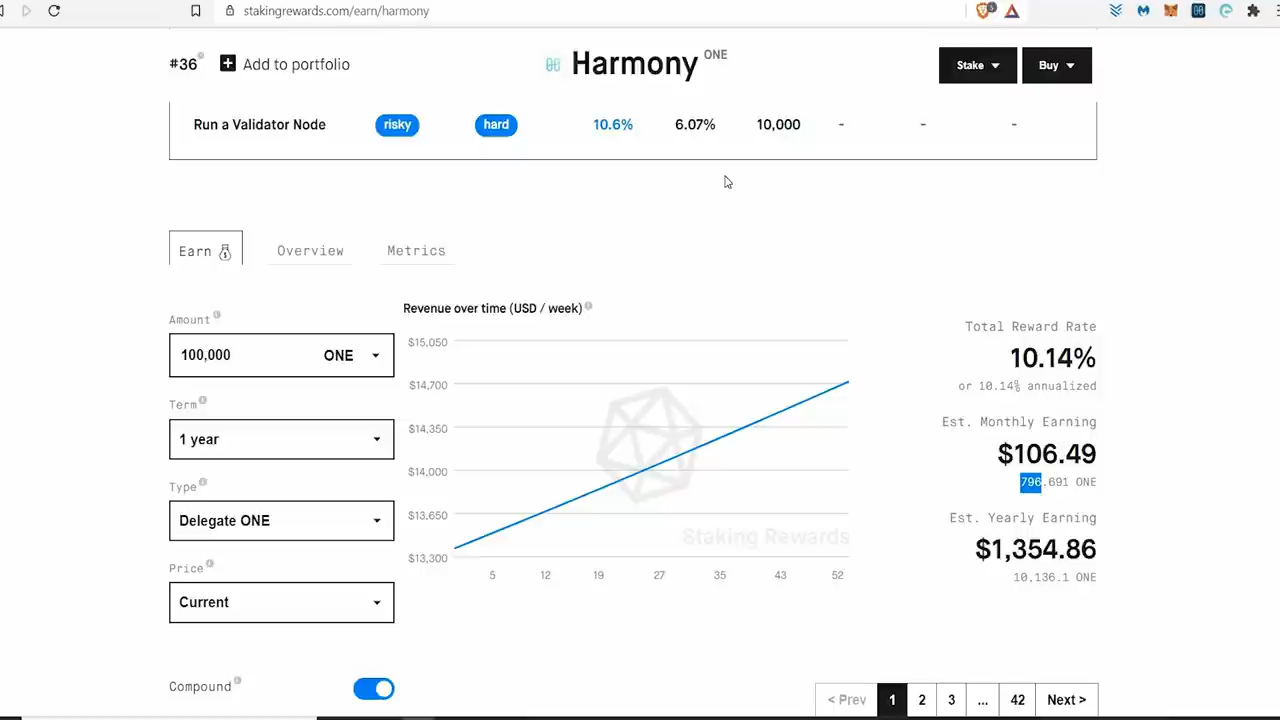 stakingrewards.com/earn/harmony
#36
Add to portfolio
Harmony ONE
Stake
Buy
Run a Validator Node risky hard 10.6% 6.07% 10,000 - - -
Earn Overview Metrics
Amount
100,000 ONE
Term
1 year
Type
Delegate ONE
Price
Current
Compound
Revenue over time (USD / week)
$15,050
$14,700
$14,350
$14,000
$13,650
$13,300
5 12 19 27 35 43 52
Staking Rewards
Total Reward Rate
10.14%
or 10.14% annualized
Est. Monthly Earning
$106.49
796.691 ONE
Est. Yearly Earning
$1,354.86
10,136.1 ONE
< Prev 1 2 3 ... 42 Next >